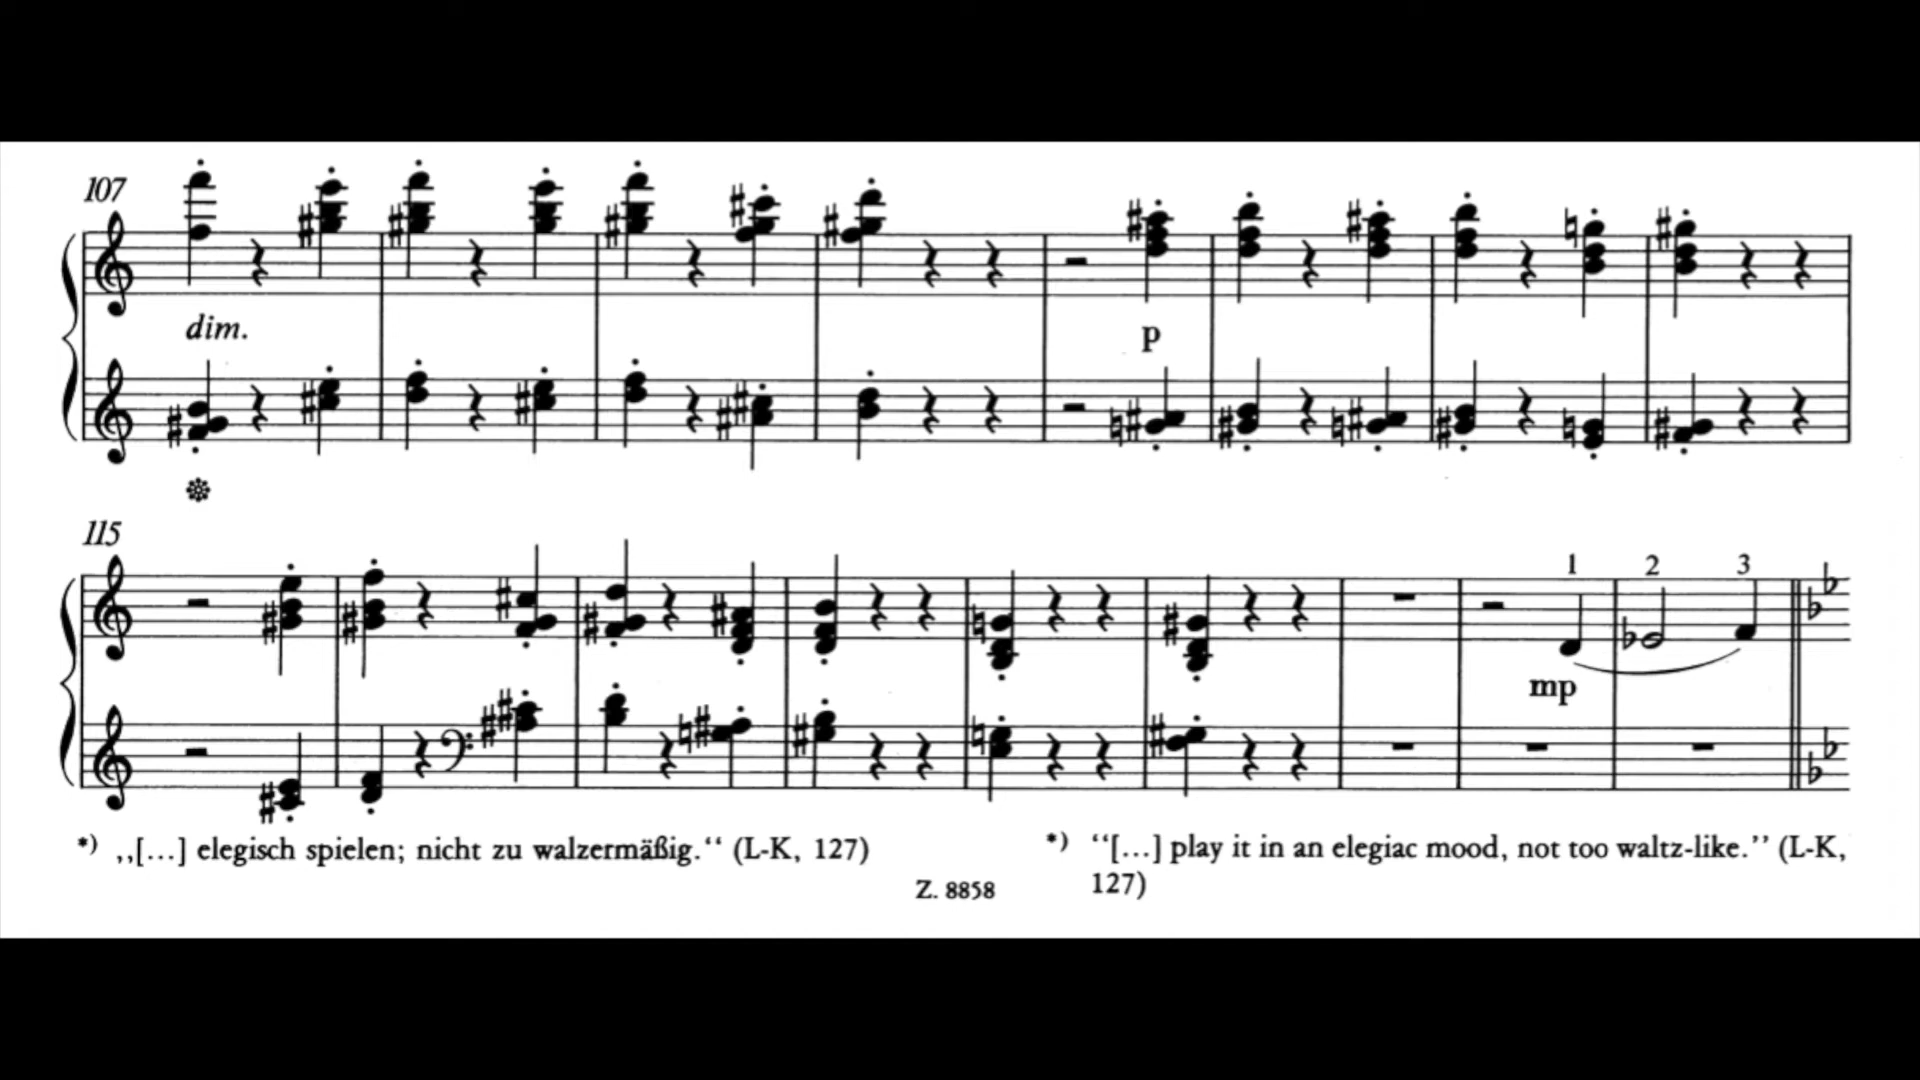 107
dim.
p
115
1 2 3
mp
*) ,,[...] elegisch spielen; nicht zu walzermäßig.“ (L-K, 127)
*) “[...] play it in an elegiac mood, not too waltz-like.” (L-K,
127)
Z. 8858